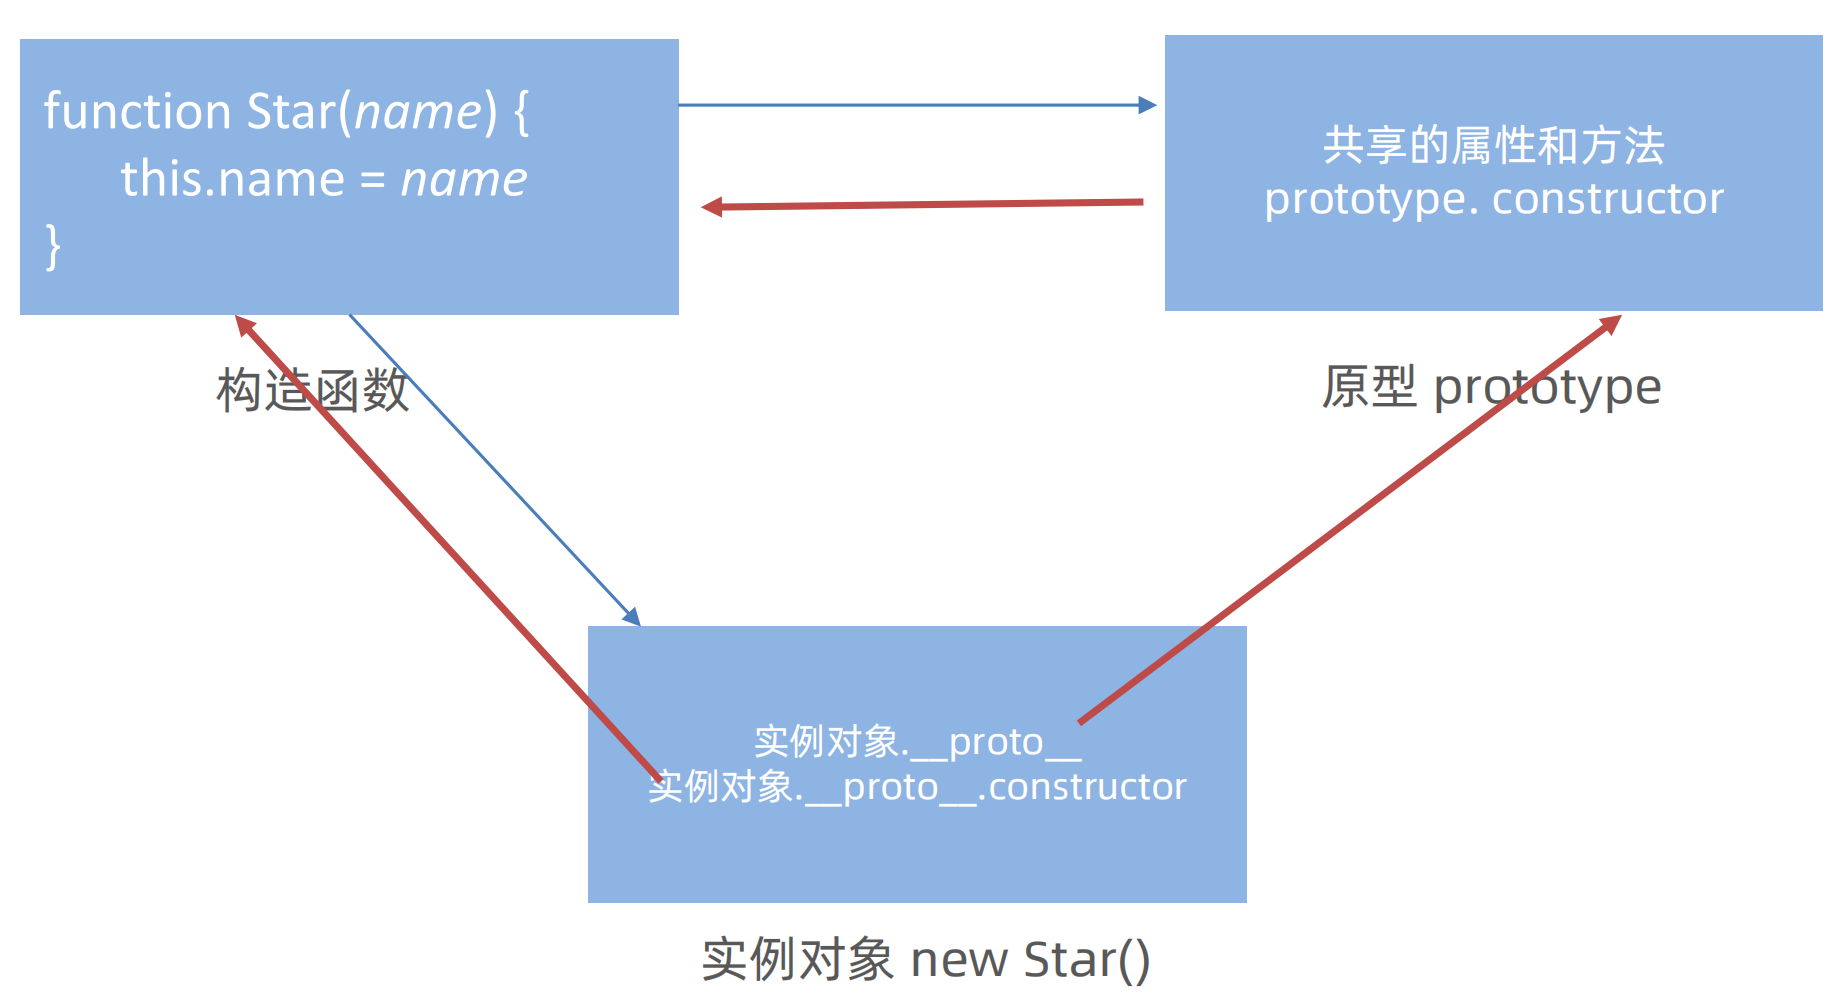 function Star(name) {
this.name = name
}
构造函数
共享的属性和方法
prototype. constructor
原型 prototype
实例对象.__proto__
实例对象.__proto__.constructor
实例对象 new Star()